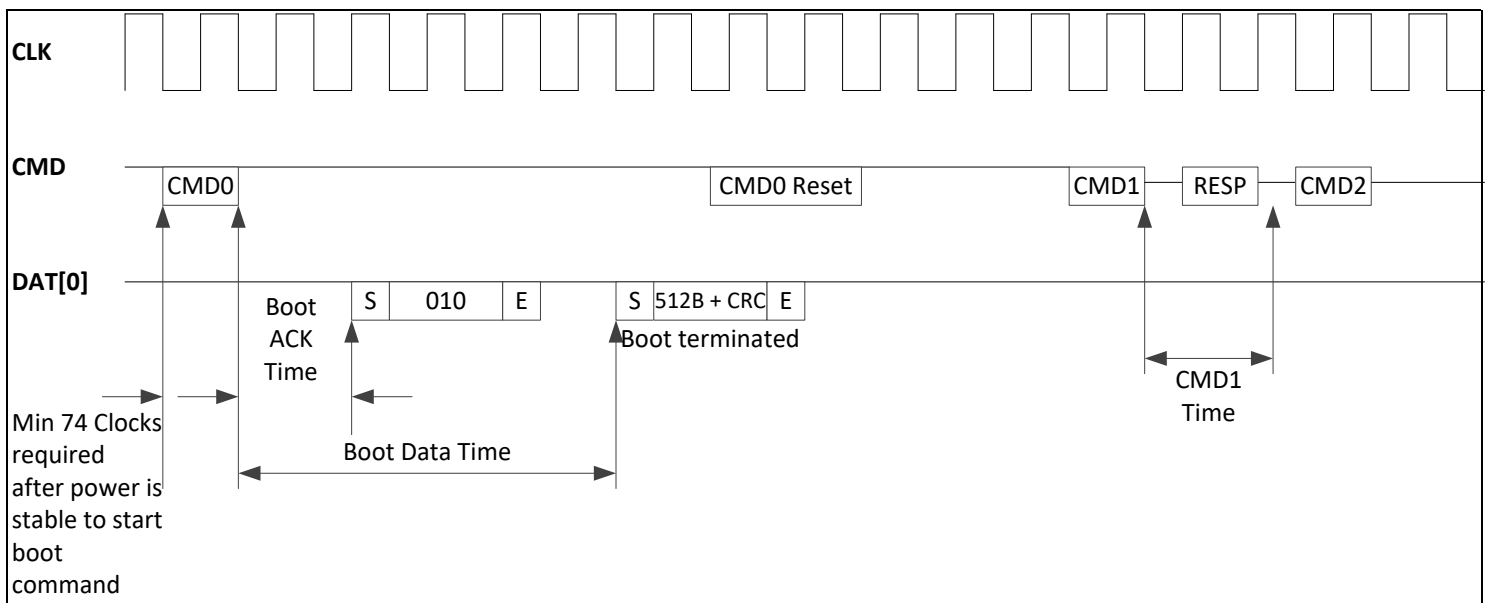 CLK
CMD
CMD0
CMD0 Reset
CMD1
RESP
CMD2
DAT[0]
S
010
E
S
512B + CRC
E
Boot
ACK
Time
Boot terminated
CMD1
Time
Min 74 Clocks
required
after power is
stable to start
boot
command
Boot Data Time